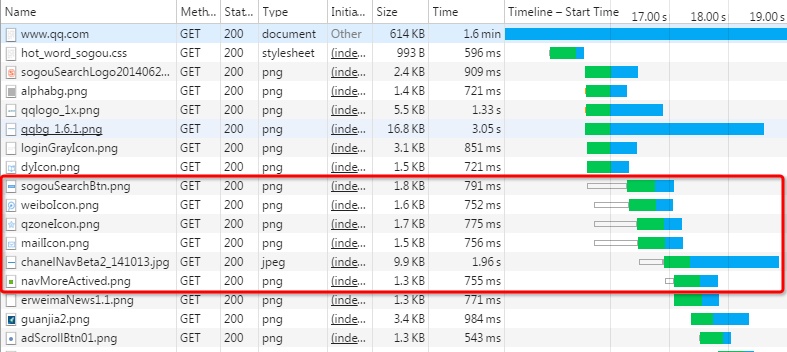 Name Meth... Stat... Type Initia... Size Time Timeline – Start Time 17.00 s 18.00 s 19.00 s
www.qq.com GET 200 document Other 614 KB 1.6 min
hot_word_sogou.css GET 200 stylesheet (inde... 993 B 596 ms
sogouSearchLogo2014062... GET 200 png (inde... 2.4 KB 909 ms
alphabg.png GET 200 png (inde... 1.4 KB 721 ms
qqlogo_1x.png GET 200 png (inde... 5.5 KB 1.33 s
qqbg_1.6.1.png GET 200 png (inde... 16.8 KB 3.05 s
loginGrayIcon.png GET 200 png (inde... 3.1 KB 851 ms
dyIcon.png GET 200 png (inde... 1.5 KB 721 ms
sogouSearchBtn.png GET 200 png (inde... 1.8 KB 791 ms
weiboIcon.png GET 200 png (inde... 1.6 KB 752 ms
qzoneIcon.png GET 200 png (inde... 1.7 KB 775 ms
mailIcon.png GET 200 png (inde... 1.5 KB 756 ms
chanelNavBeta2_141013.jpg GET 200 jpeg (inde... 9.9 KB 1.96 s
navMoreActived.png GET 200 png (inde... 1.3 KB 755 ms
erweimaNews1.1.png GET 200 png (inde... 1.3 KB 771 ms
guanjia2.png GET 200 png (inde... 3.4 KB 984 ms
adScrollBtn01.png GET 200 png (inde... 1.3 KB 543 ms